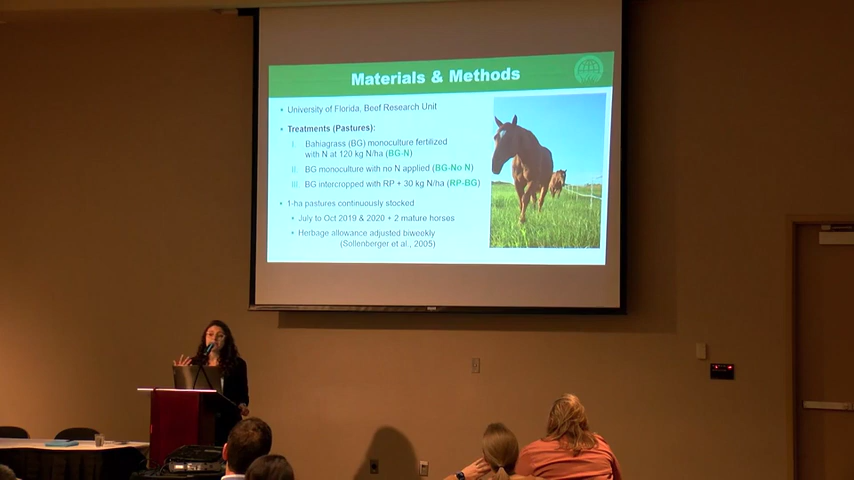 Materials & Methods
• University of Florida, Beef Research Unit
• Treatments (Pastures):
I. Bahiagrass (BG) monoculture fertilized
with N at 120 kg N/ha (BG-N)
II. BG monoculture with no N applied (BG-No N)
III. BG intercropped with RP + 30 kg N/ha (RP-BG)
• 1-ha pastures continuously stocked
• July to Oct 2019 & 2020 + 2 mature horses
• Herbage allowance adjusted biweekly
(Sollenberger et al., 2005)